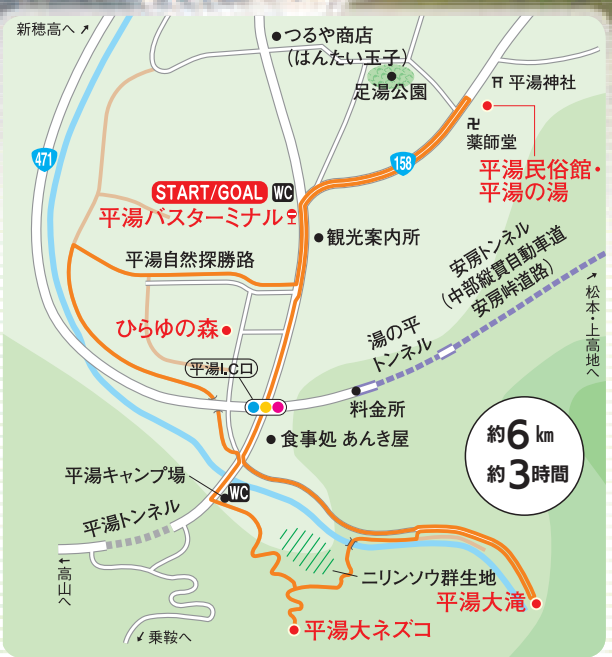 新穂高へ↗
つるや商店
（はんたい玉子）
足湯公園
平湯神社
卍
薬師堂
平湯民俗館・
平湯の湯
471
158
START/GOAL WC
平湯バスターミナル
観光案内所
平湯自然探勝路
安房トンネル
（中部縦貫自動車道
安房峠道路）
↗松本・上高地へ
ひらゆの森
湯の平
トンネル
平湯I.C口
料金所
食事処 あんき屋
約6km
約3時間
平湯キャンプ場
WC
平湯トンネル
←高山へ
ニリンソウ群生地
平湯大滝
平湯大ネズコ
↙乗鞍へ